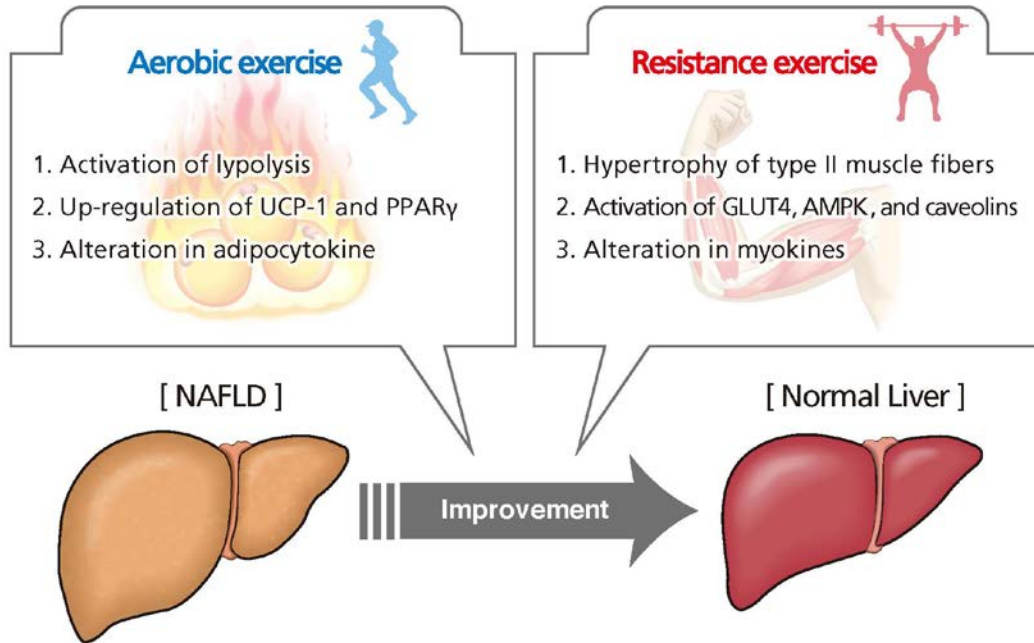 Aerobic exercise
1. Activation of lypolysis
2. Up-regulation of UCP-1 and PPARγ
3. Alteration in adipocytokine
Resistance exercise
1. Hypertrophy of type II muscle fibers
2. Activation of GLUT4, AMPK, and caveolins
3. Alteration in myokines
[ NAFLD ]
[ Normal Liver ]
Improvement